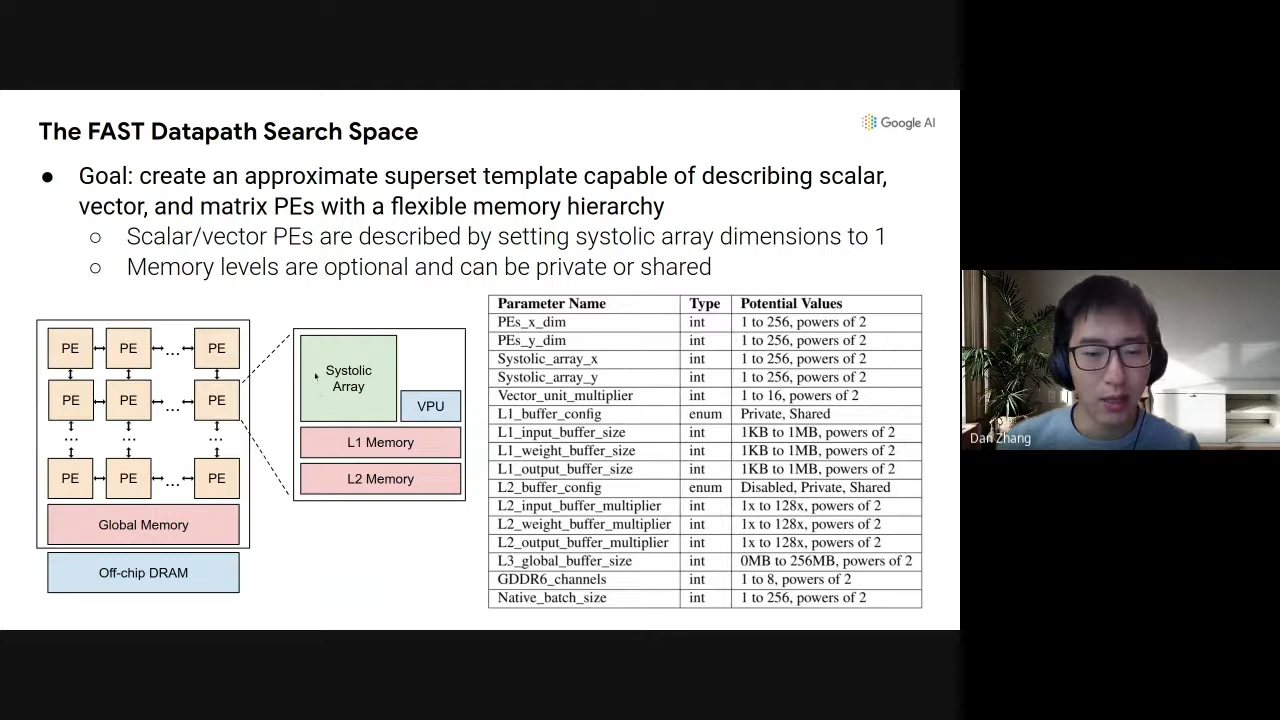 The FAST Datapath Search Space
Google AI
● Goal: create an approximate superset template capable of describing scalar,
vector, and matrix PEs with a flexible memory hierarchy
○ Scalar/vector PEs are described by setting systolic array dimensions to 1
○ Memory levels are optional and can be private or shared
PE PE ... PE
PE PE ... PE
... ... ...
PE PE ... PE
Global Memory
Off-chip DRAM
Systolic
Array
VPU
L1 Memory
L2 Memory
Parameter Name Type Potential Values
PEs_x_dim int 1 to 256, powers of 2
PEs_y_dim int 1 to 256, powers of 2
Systolic_array_x int 1 to 256, powers of 2
Systolic_array_y int 1 to 256, powers of 2
Vector_unit_multiplier int 1 to 16, powers of 2
L1_buffer_config enum Private, Shared
L1_input_buffer_size int 1KB to 1MB, powers of 2
L1_weight_buffer_size int 1KB to 1MB, powers of 2
L1_output_buffer_size int 1KB to 1MB, powers of 2
L2_buffer_config enum Disabled, Private, Shared
L2_input_buffer_multiplier int 1x to 128x, powers of 2
L2_weight_buffer_multiplier int 1x to 128x, powers of 2
L2_output_buffer_multiplier int 1x to 128x, powers of 2
L3_global_buffer_size int 0MB to 256MB, powers of 2
GDDR6_channels int 1 to 8, powers of 2
Native_batch_size int 1 to 256, powers of 2
Dan Zhang